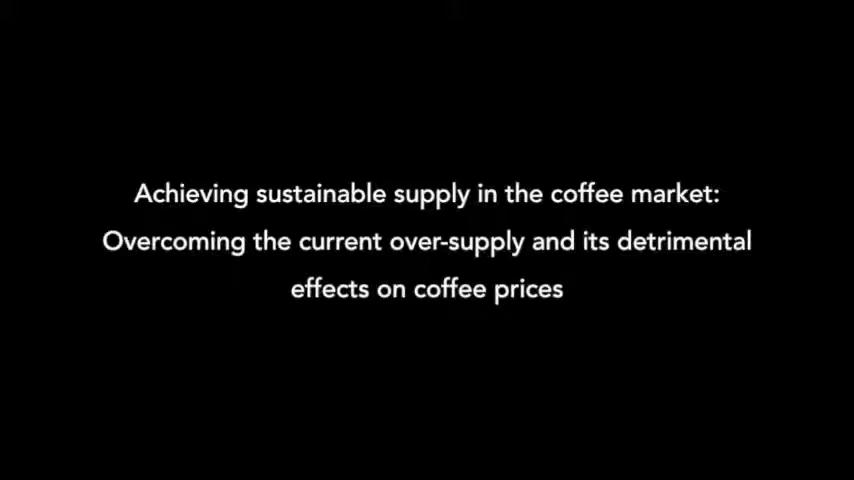 Achieving sustainable supply in the coffee market:
Overcoming the current over-supply and its detrimental
effects on coffee prices